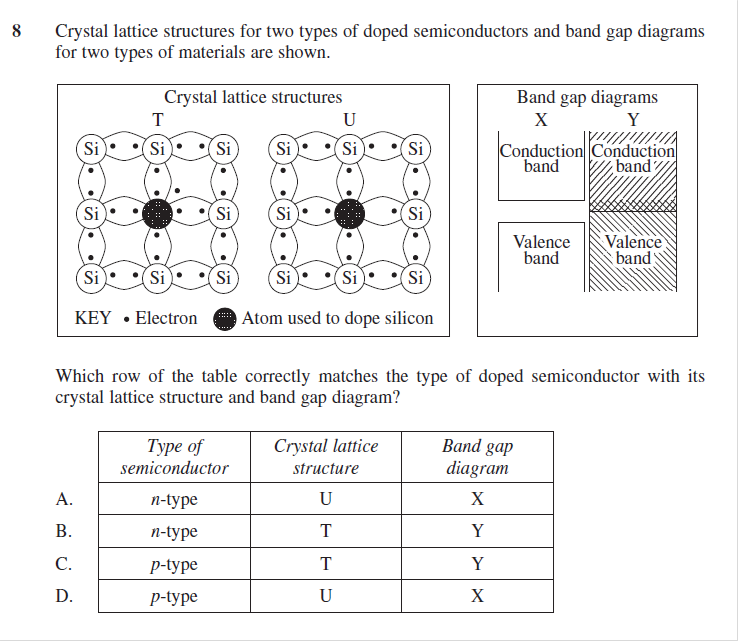 8 Crystal lattice structures for two types of doped semiconductors and band gap diagrams
for two types of materials are shown.
Crystal lattice structures
T U
Si Si Si Si Si Si
Si Si Si Si
Si Si Si Si Si Si
KEY • Electron Atom used to dope silicon
Band gap diagrams
X Y
Conduction band Conduction band
Valence band Valence band
Which row of the table correctly matches the type of doped semiconductor with its
crystal lattice structure and band gap diagram?
Type of semiconductor Crystal lattice structure Band gap diagram
A. n-type U X
B. n-type T Y
C. p-type T Y
D. p-type U X